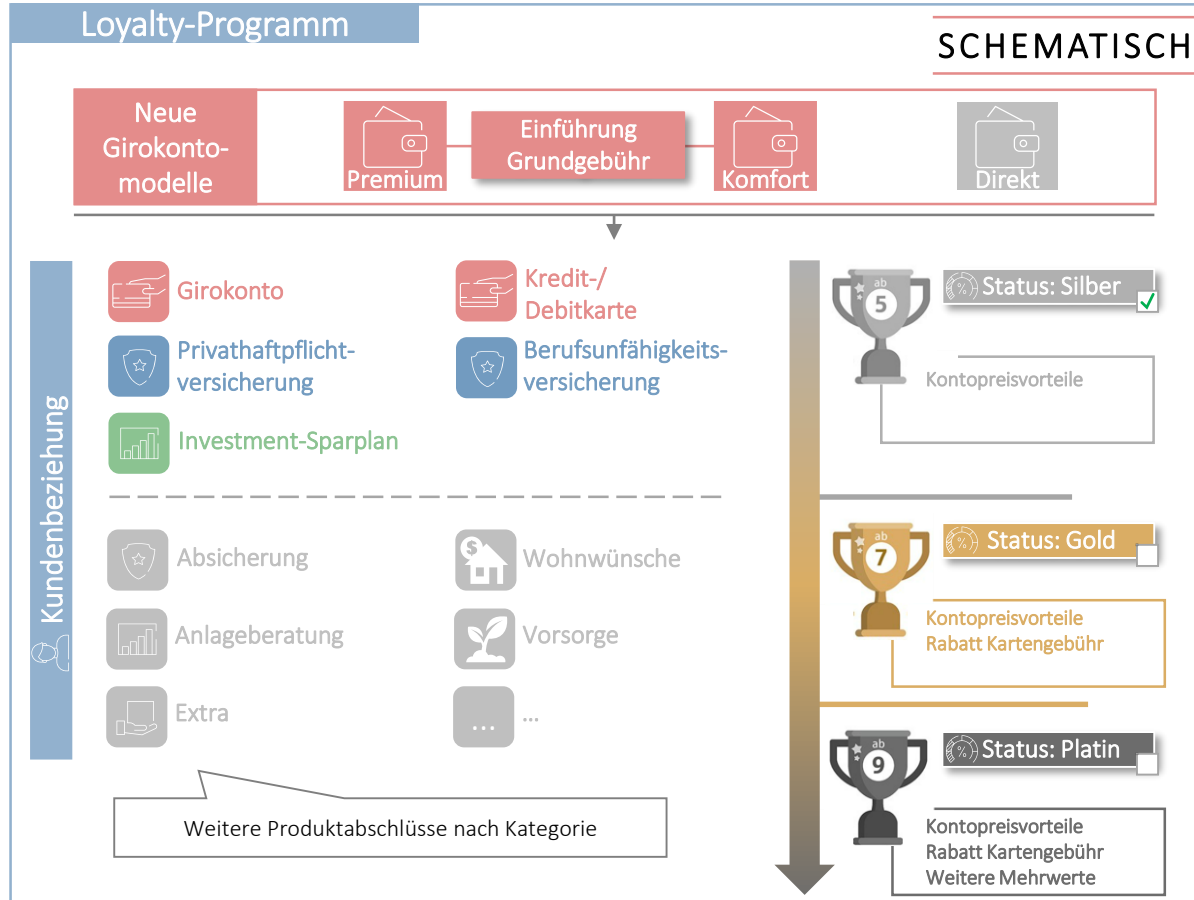 Loyalty-Programm
SCHEMATISCH
Neue
Girokonto-
modelle
Premium
Einführung
Grundgebühr
Komfort
Direkt
Kundenbeziehung
Girokonto
Kredit-/
Debitkarte
Privathaftpflicht-
versicherung
Berufsunfähigkeits-
versicherung
Investment-Sparplan
Absicherung
Wohnwünsche
Anlageberatung
Vorsorge
Extra
...
...
Weitere Produktabschlüsse nach Kategorie
ab
5
%
Status: Silber
Kontopreisvorteile
ab
7
%
Status: Gold
Kontopreisvorteile
Rabatt Kartengebühr
ab
9
%
Status: Platin
Kontopreisvorteile
Rabatt Kartengebühr
Weitere Mehrwerte